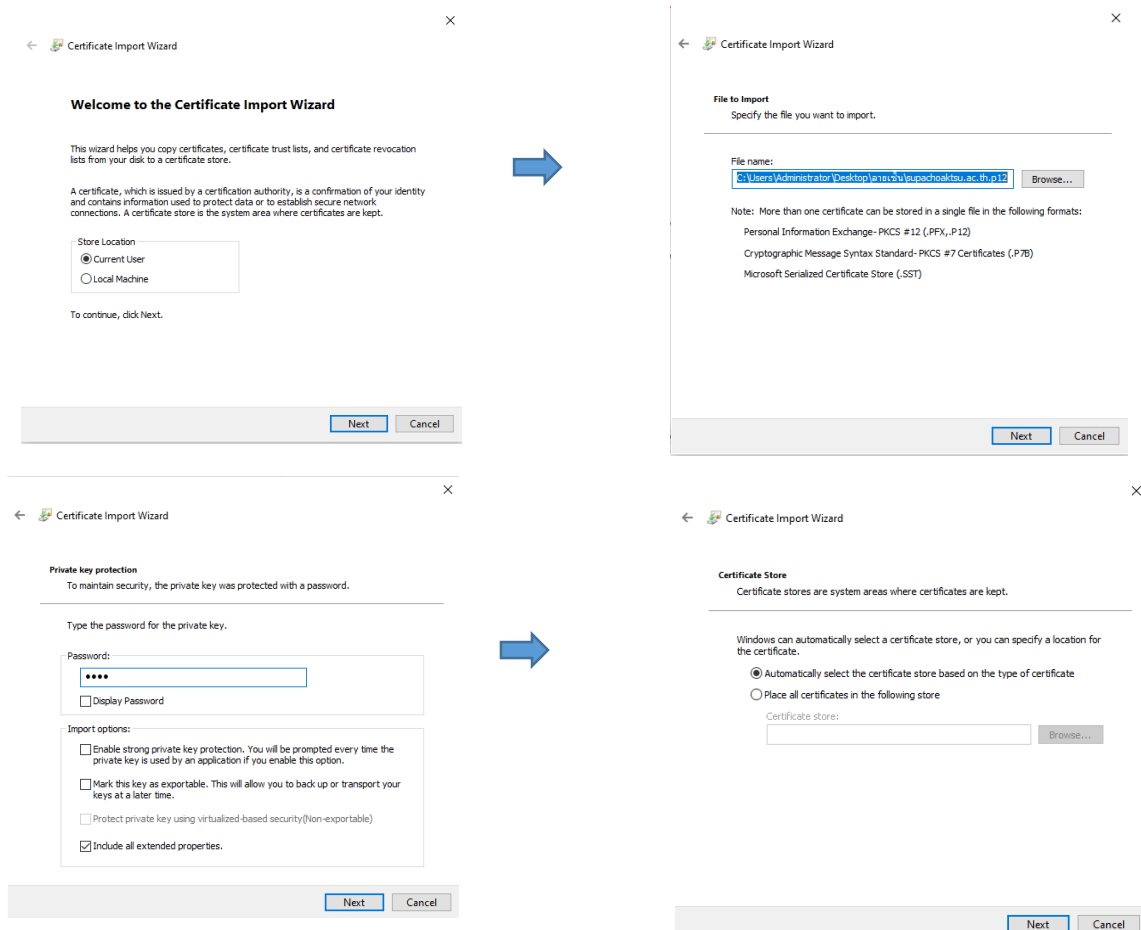 Certificate Import Wizard
Welcome to the Certificate Import Wizard
This wizard helps you copy certificates, certificate trust lists, and certificate revocation
lists from your disk to a certificate store.
A certificate, which is issued by a certification authority, is a confirmation of your identity
and contains information used to protect data or to establish secure network
connections. A certificate store is the system area where certificates are kept.
Store Location
Current User
Local Machine
To continue, click Next.
Next
Cancel
Certificate Import Wizard
File to Import
Specify the file you want to import.
File name:
C:\Users\Administrator\Desktop\ลายเซ็น\supachoaktsu.ac.th.p12
Browse...
Note: More than one certificate can be stored in a single file in the following formats:
Personal Information Exchange- PKCS #12 (.PFX,.P12)
Cryptographic Message Syntax Standard- PKCS #7 Certificates (.P7B)
Microsoft Serialized Certificate Store (.SST)
Next
Cancel
Certificate Import Wizard
Private key protection
To maintain security, the private key was protected with a password.
Type the password for the private key.
Password:
••••
Display Password
Import options:
Enable strong private key protection. You will be prompted every time the
private key is used by an application if you enable this option.
Mark this key as exportable. This will allow you to back up or transport your
keys at a later time.
Protect private key using virtualized-based security(Non-exportable)
Include all extended properties.
Next
Cancel
Certificate Import Wizard
Certificate Store
Certificate stores are system areas where certificates are kept.
Windows can automatically select a certificate store, or you can specify a location for
the certificate.
Automatically select the certificate store based on the type of certificate
Place all certificates in the following store
Certificate store:
Browse...
Next
Cancel